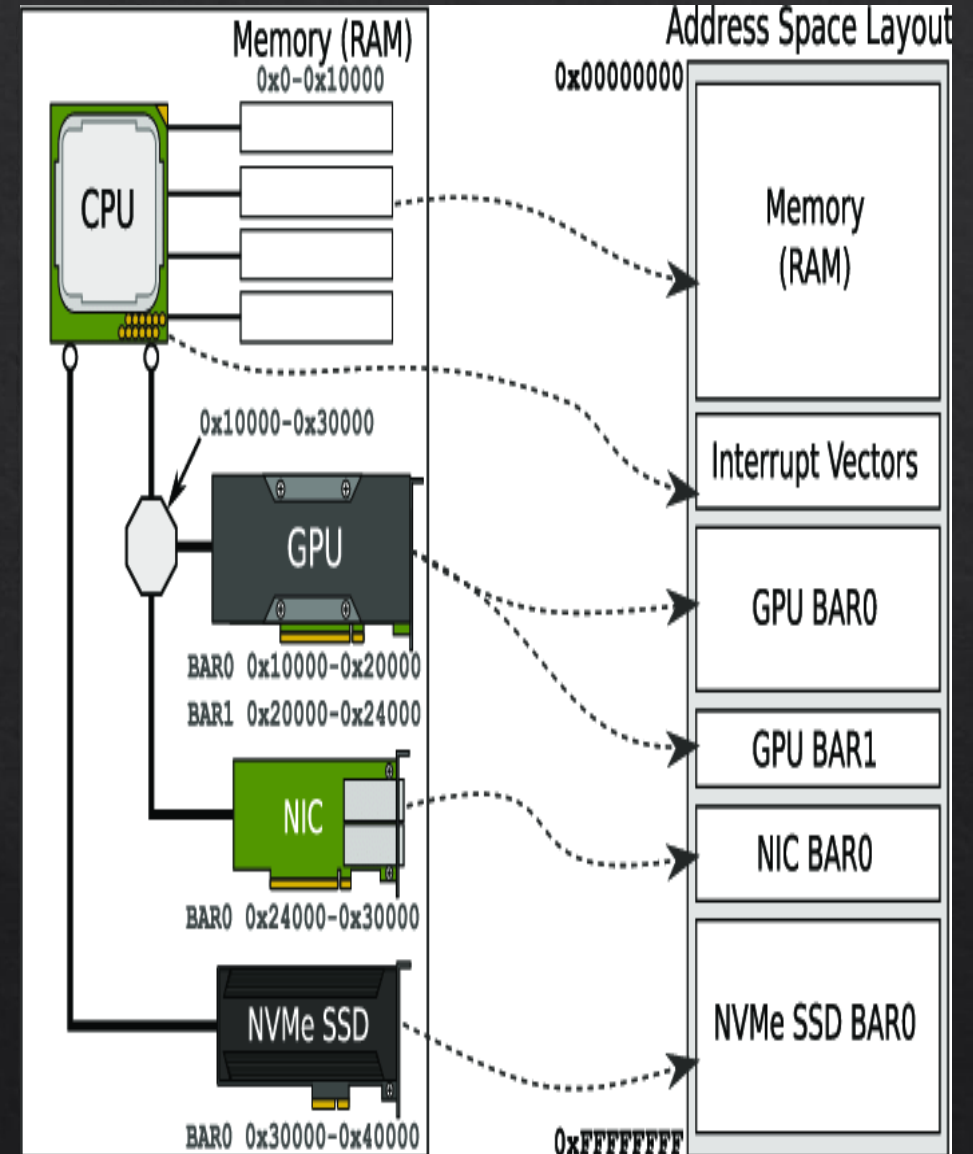 Memory (RAM)
0x0-0x10000
CPU
0x10000-0x30000
GPU
BAR0 0x10000-0x20000
BAR1 0x20000-0x24000
NIC
BAR0 0x24000-0x30000
NVMe SSD
BAR0 0x30000-0x40000
Address Space Layout
0x00000000
Memory
(RAM)
Interrupt Vectors
GPU BAR0
GPU BAR1
NIC BAR0
NVMe SSD BAR0
0xFFFFFFFF